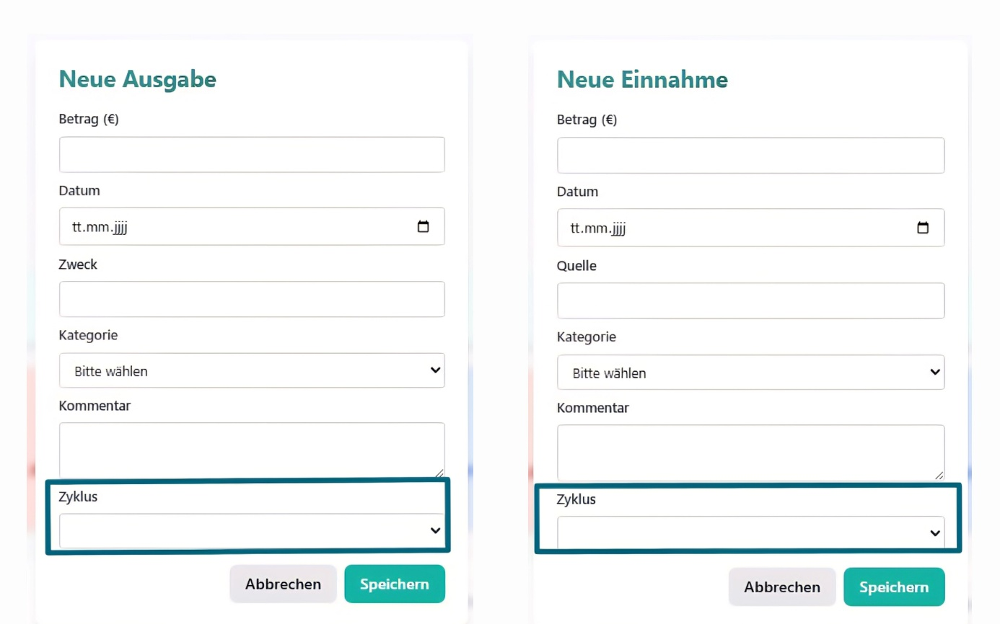 Neue Ausgabe
Betrag (€)
Datum
tt.mm.jjjj
Zweck
Kategorie
Bitte wählen
Kommentar
Zyklus
Abbrechen
Speichern
Neue Einnahme
Betrag (€)
Datum
tt.mm.jjjj
Quelle
Kategorie
Bitte wählen
Kommentar
Zyklus
Abbrechen
Speichern